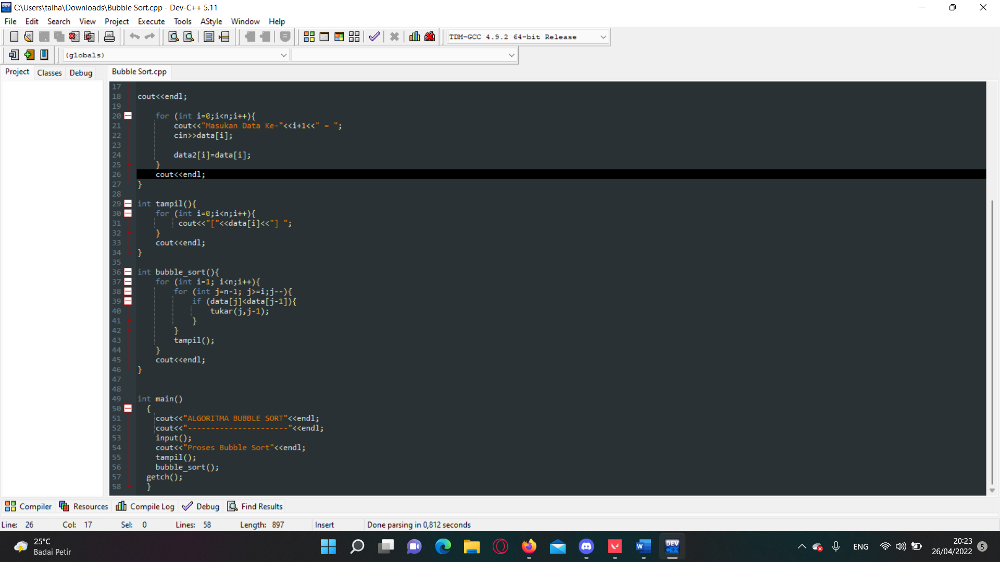 C:\Users\talha\Downloads\Bubble Sort.cpp - Dev-C++ 5.11
File Edit Search View Project Execute Tools AStyle Window Help
TDM-GCC 4.9.2 64-bit Release
(globals)
Project Classes Debug Bubble Sort.cpp
17
18 cout<<endl;
19
20 for (int i=0;i<n;i++){
21 cout<<"Masukan Data Ke-"<<i+1<<" = ";
22 cin>>data[i];
23
24 data2[i]=data[i];
25 }
26 cout<<endl;
27 }
28
29 int tampil(){
30 for (int i=0;i<n;i++){
31 cout<<"["<<data[i]<<"] ";
32 }
33 cout<<endl;
34 }
35
36 int bubble_sort(){
37 for (int i=1; i<n;i++){
38 for (int j=n-1; j>=i;j--){
39 if (data[j]<data[j-1]){
40 tukar(j,j-1);
41 }
42 }
43 tampil();
44 }
45 cout<<endl;
46 }
47
48
49 int main()
50 {
51 cout<<"ALGORITMA BUBBLE SORT"<<endl;
52 cout<<"----------------------"<<endl;
53 input();
54 cout<<"Proses Bubble Sort"<<endl;
55 tampil();
56 bubble_sort();
57 getch();
58 }
Compiler Resources Compile Log Debug Find Results
Line: 26 Col: 17 Sel: 0 Lines: 58 Length: 897 Insert Done parsing in 0,812 seconds
25°C
Badai Petir
DEV C++
ENG
20:23
26/04/2022
5